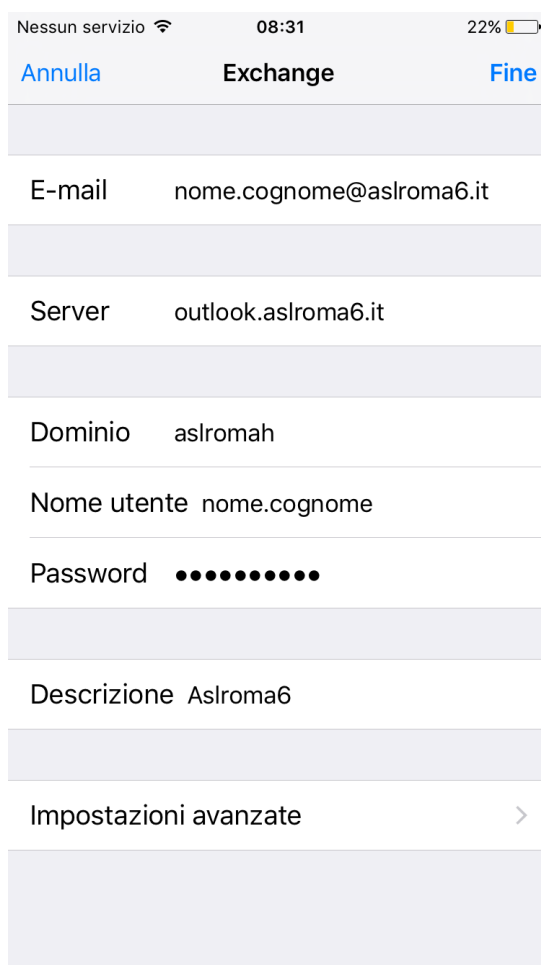 Nessun servizio 08:31 22%
Annulla Exchange Fine
E-mail nome.cognome@aslroma6.it
Server outlook.aslroma6.it
Dominio aslromah
Nome utente nome.cognome
Password ●●●●●●●●●●
Descrizione Aslroma6
Impostazioni avanzate